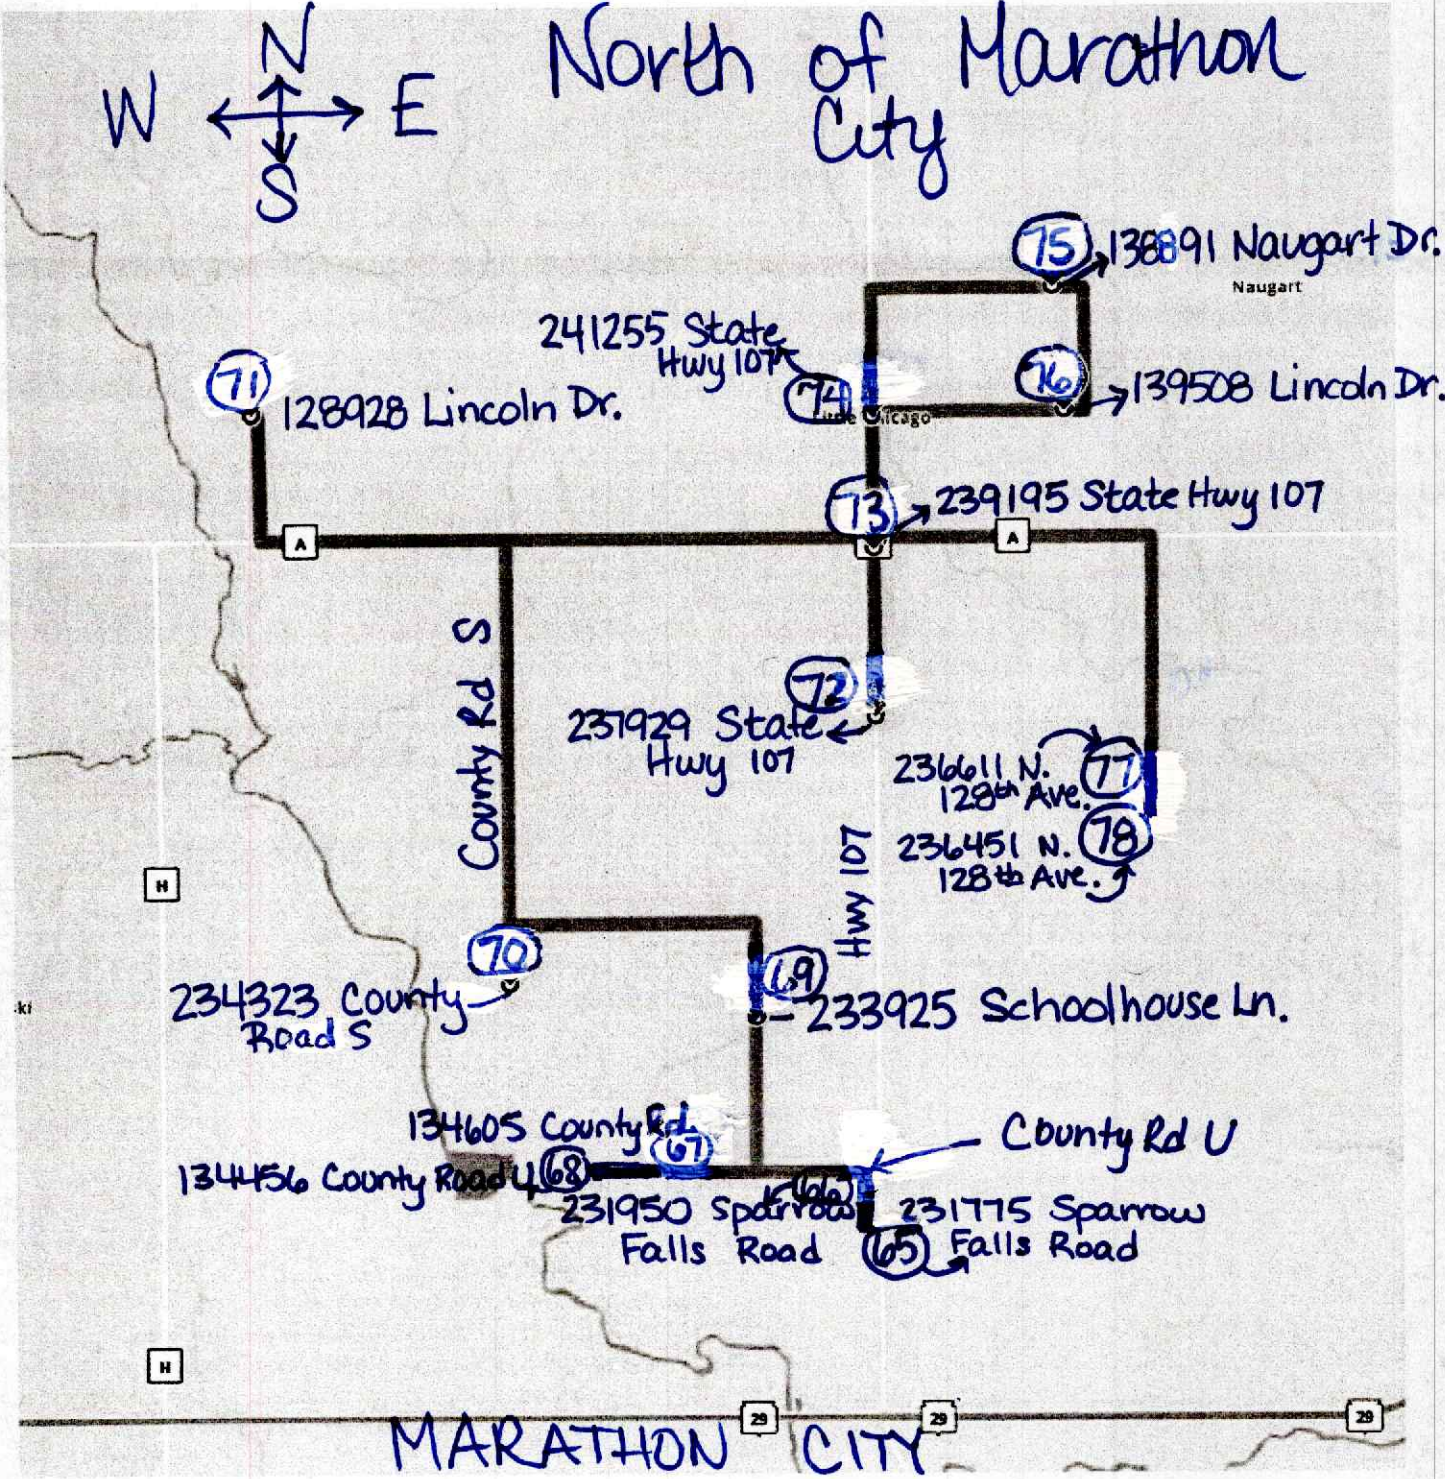 North of Marathon
City
N
W E
S
75 138891 Naugart Dr.
Naugart
241255 State
Hwy 107
71
128928 Lincoln Dr.
74
76 139508 Lincoln Dr.
73 239195 State Hwy 107
A
A
County Rd S
72
237929 State
Hwy 107
236611 N. 77
128th Ave.
236451 N. 78
128th Ave.
Hwy 107
H
70
69
234323 County
Road S
233925 Schoolhouse Ln.
ki
134605 County Rd.
67
County Rd U
134456 County Road U 68
66
231950 Sparrow
Falls Road
231775 Sparrow
65 Falls Road
H
29
29
29
MARATHON CITY